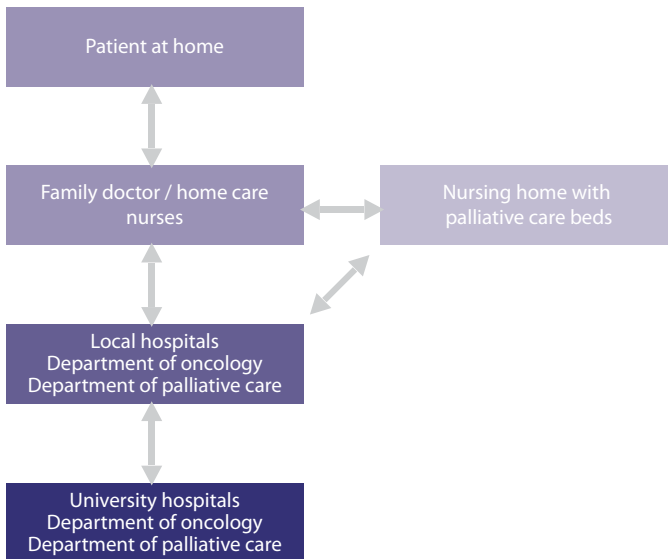 Patient at home
Family doctor / home care
nurses
Nursing home with
palliative care beds
Local hospitals
Department of oncology
Department of palliative care
University hospitals
Department of oncology
Department of palliative care